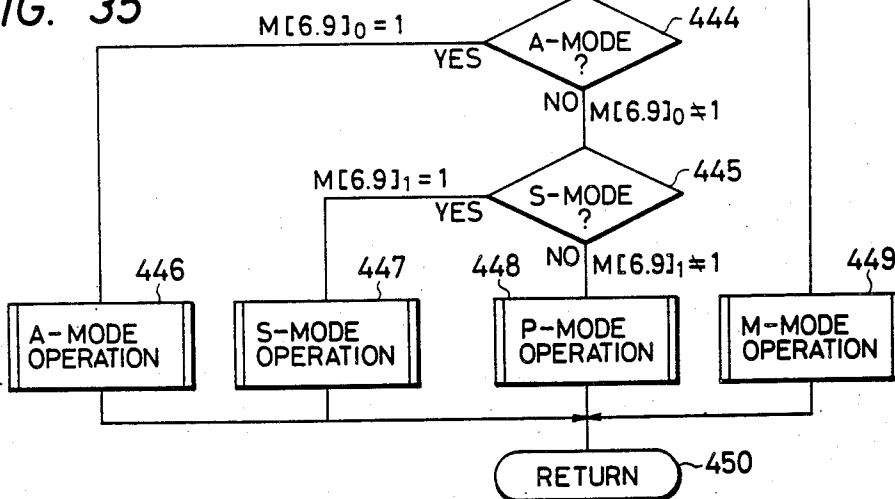 IG. 35
444
M[6.9]0 = 1
A-MODE
?
YES
NO
M[6.9]0 ≒ 1
445
M[6.9]1 = 1
S-MODE
?
YES
NO
M[6.9]1 ≒ 1
446
447
448
449
A-MODE
OPERATION
S-MODE
OPERATION
P-MODE
OPERATION
M-MODE
OPERATION
RETURN
450